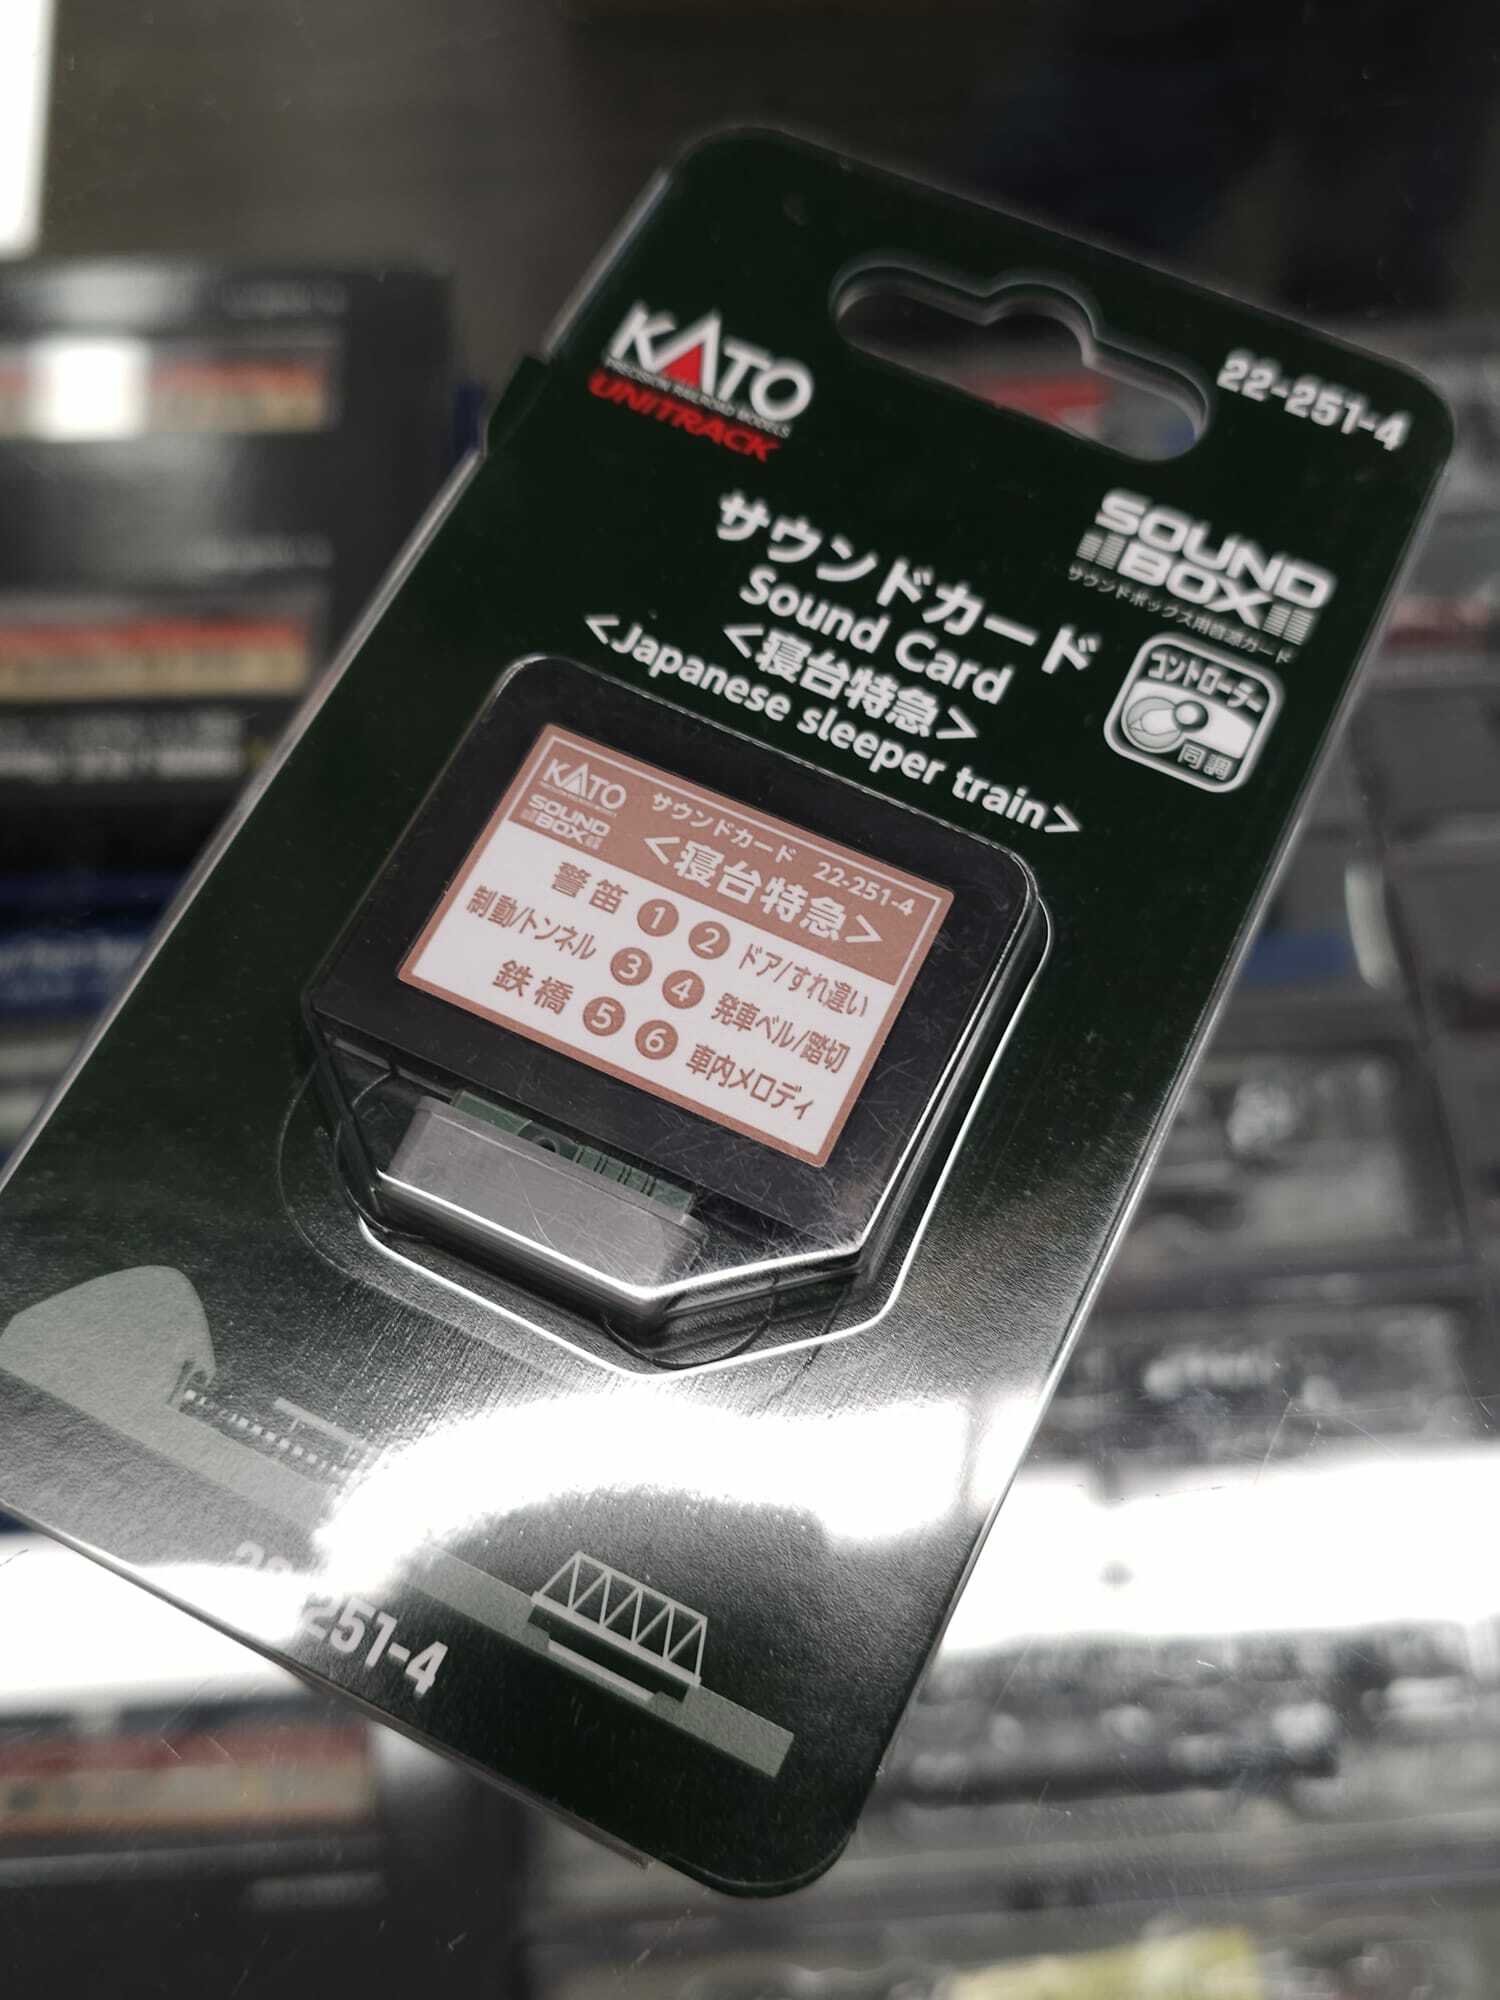 KATO
PRECISION RAILROAD MODELS
UNITRACK
22-251-4
SOUND
BOX
サウンドボックス用音源カード
サウンドカード
Sound Card
<寝台特急>
<Japanese sleeper train>
コントローラー
同調
KATO
SOUND
BOX
サウンドカード 22-251-4
<寝台特急>
警笛 1 2 ドア/すれ違い
制動/トンネル 3 4 発車ベル/踏切
鉄橋 5 6 車内メロディ
251-4